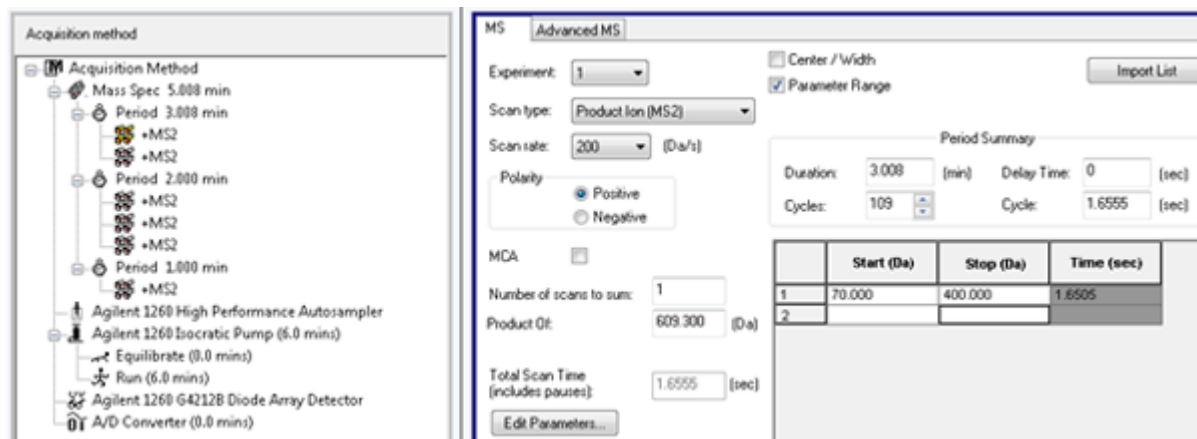 Acquisition method
Acquisition Method
Mass Spec 5.008 min
Period 3.008 min
+MS2
+MS2
Period 2.000 min
+MS2
+MS2
+MS2
Period 1.000 min
+MS2
Agilent 1260 High Performance Autosampler
Agilent 1260 Isocratic Pump (6.0 mins)
Equilibrate (0.0 mins)
Run (6.0 mins)
Agilent 1260 G4212B Diode Array Detector
A/D Converter (0.0 mins)
MS Advanced MS
Experiment: 1
Scan type: Product Ion (MS2)
Scan rate: 200 (Da/s)
Polarity
Positive
Negative
MCA
Number of scans to sum: 1
Product Of: 609.300 (Da)
Total Scan Time
(includes pauses): 1.6555 (sec)
Edit Parameters...
Center / Width
Parameter Range
Import List
Period Summary
Duration: 3.008 (min) Delay Time: 0 (sec)
Cycles: 109 Cycle: 1.6555 (sec)
Start (Da) Stop (Da) Time (sec)
1 70.000 400.000 1.6505
2